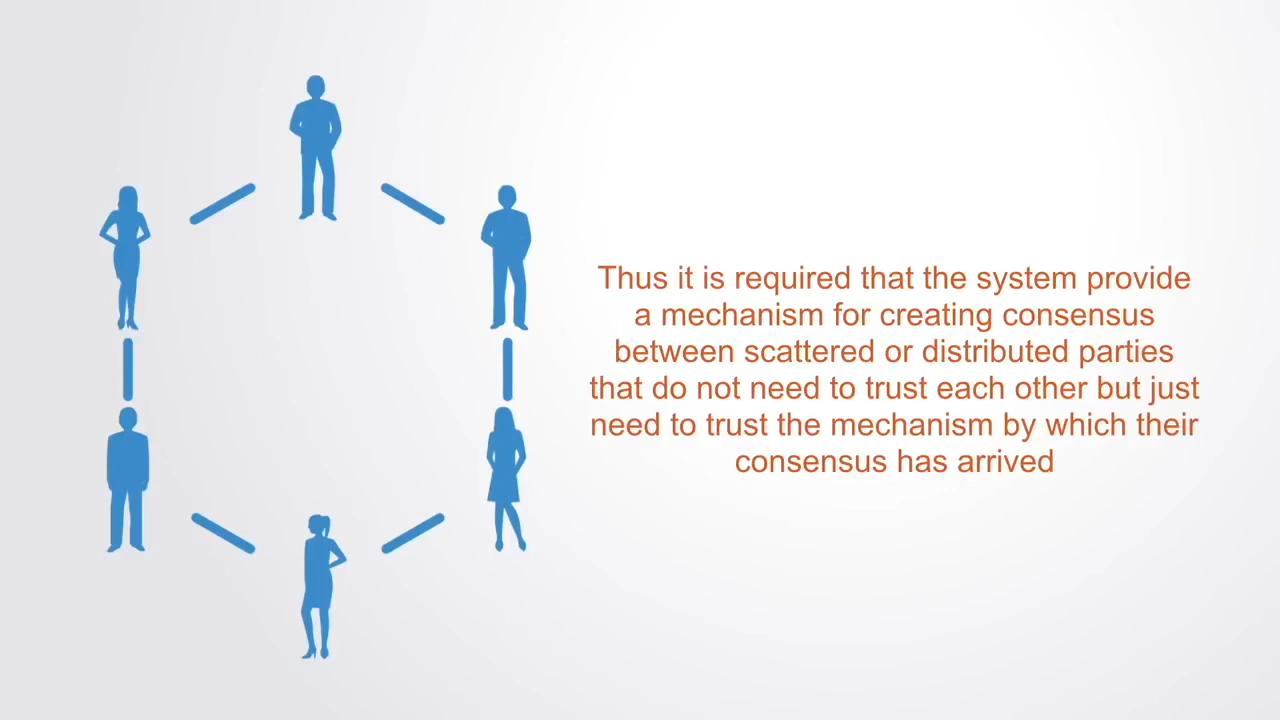 Thus it is required that the system provide
a mechanism for creating consensus
between scattered or distributed parties
that do not need to trust each other but just
need to trust the mechanism by which their
consensus has arrived